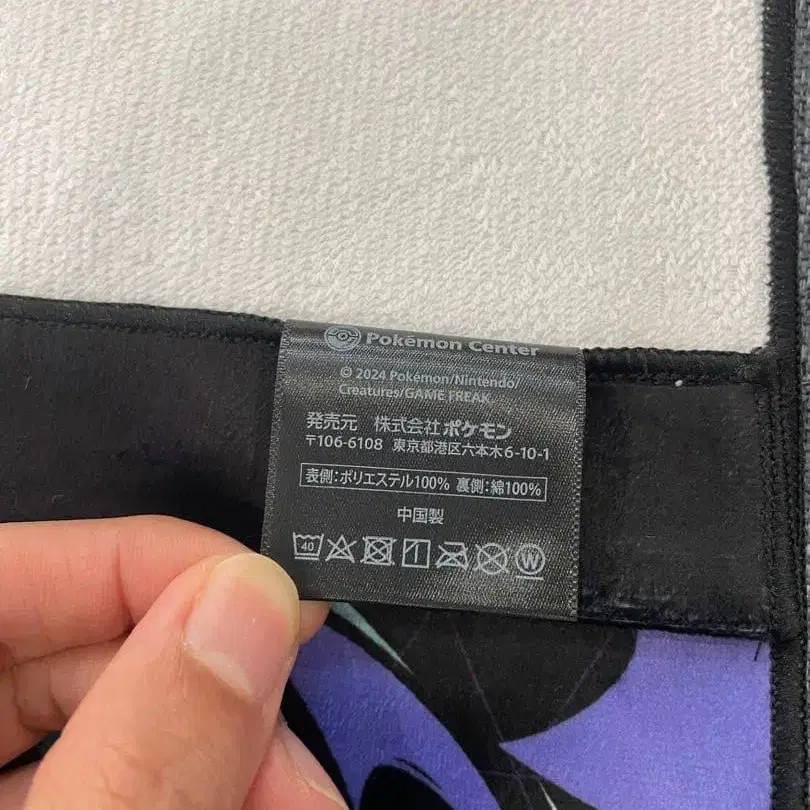 Pokémon Center
© 2024 Pokémon/Nintendo/
Creatures/GAME FREAK
発売元 株式会社ポケモン
〒106-6108 東京都港区六本木6-10-1
表側:ポリエステル100% 裏側:綿100%
中国製
40 W